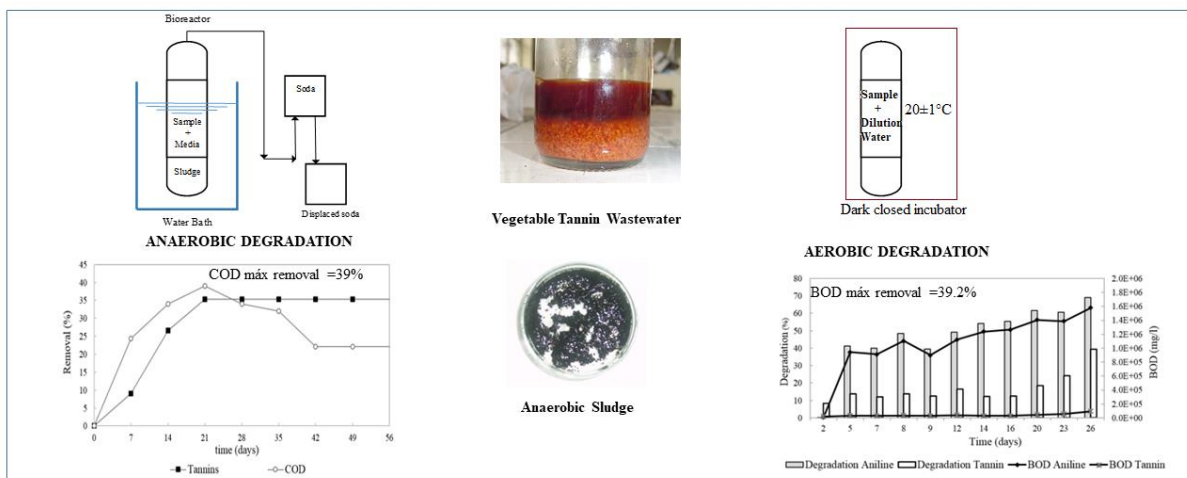 Bioreactor
Soda
Sample
+
Media
Sludge
Displaced soda
Water Bath
ANAEROBIC DEGRADATION
Vegetable Tannin Wastewater
Anaerobic Sludge
Sample
+
Dilution
Water
20±1°C
Dark closed incubator
AEROBIC DEGRADATION
COD máx removal =39%
Removal (%)
45
40
35
30
25
20
15
10
5
0
0 7 14 21 28 35 42 49 56
time (days)
Tannins COD
BOD máx removal =39.2%
Degradation (%)
80
70
60
50
40
30
20
10
0
2.0E+06
1.8E+06
1.6E+06
1.4E+06
1.2E+06
1.0E+06
8.0E+05
6.0E+05
4.0E+05
2.0E+05
0.0E+00
BOD (mg/l)
2 5 7 8 9 12 14 16 20 23 26
Time (days)
Degradation Aniline Degradation Tannin BOD Aniline BOD Tannin